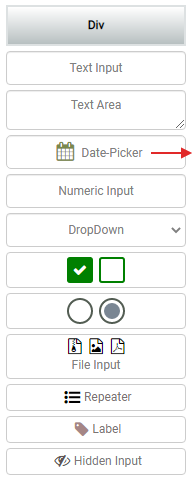 Div
Text Input
Text Area
Date-Picker
Numeric Input
DropDown
File Input
Repeater
Label
Hidden Input